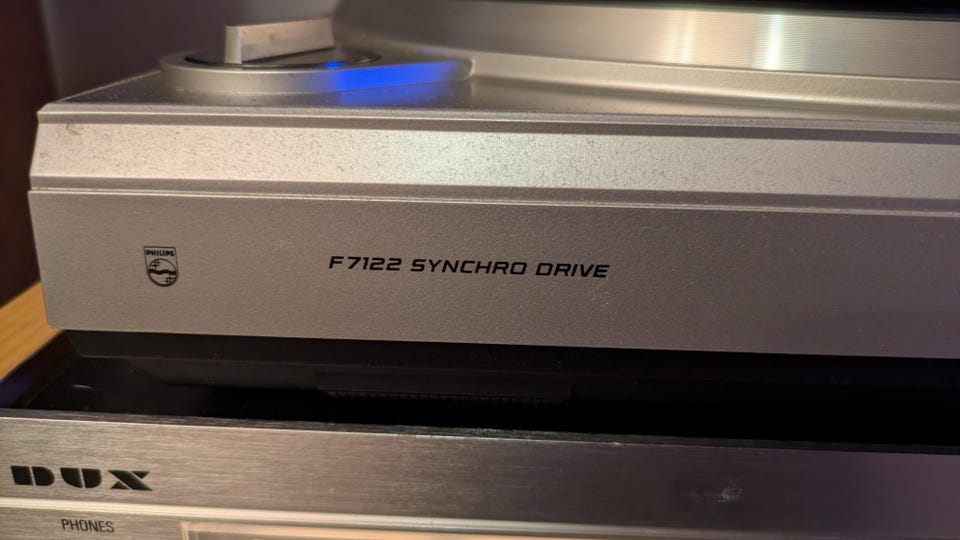 PHILIPS
F7122 SYNCHRO DRIVE
DUX
PHONES